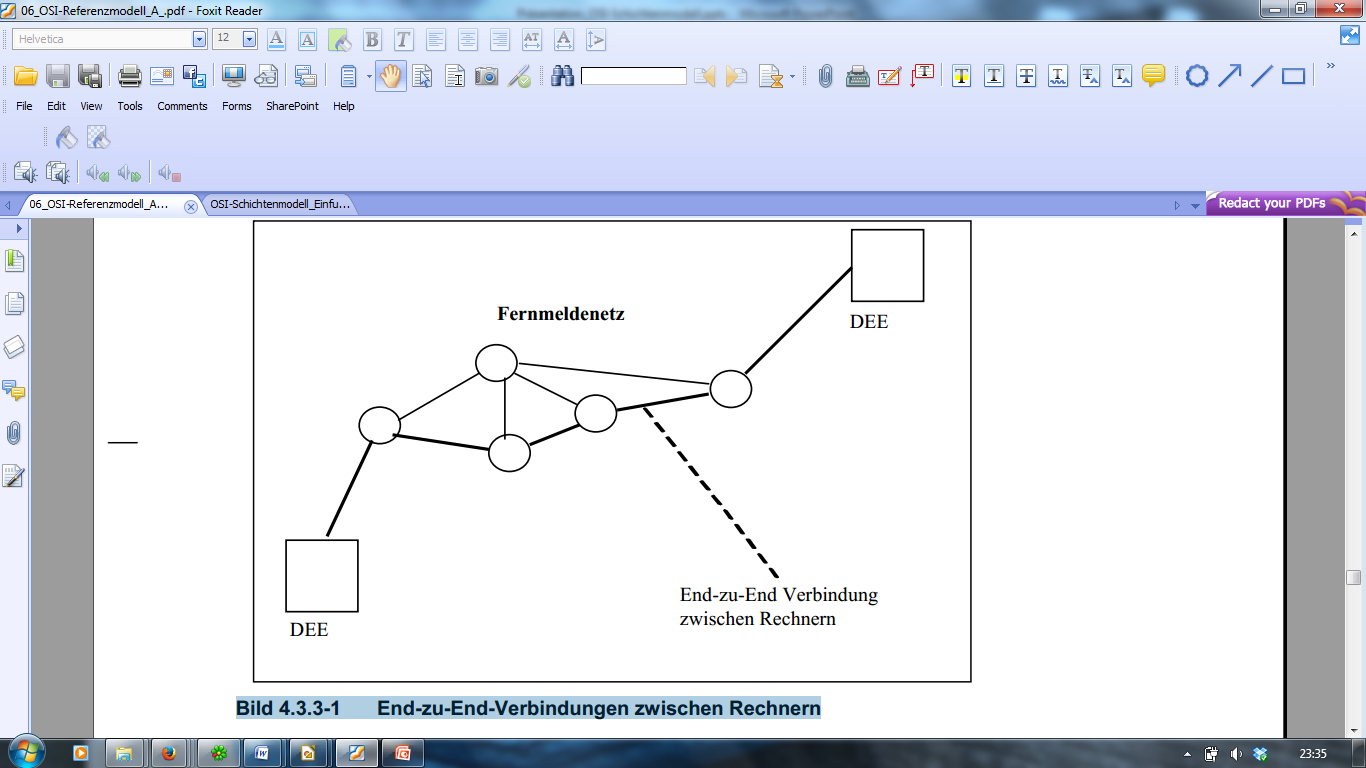 06_OSI-Referenzmodell_A_.pdf - Foxit Reader
Helvetica 12
File Edit View Tools Comments Forms SharePoint Help
06_OSI-Referenzmodell_A... OSI-Schichtenmodell_Einfu... Redact your PDFs
DEE
Fernmeldenetz
End-zu-End Verbindung
zwischen Rechnern
DEE
Bild 4.3.3-1 End-zu-End-Verbindungen zwischen Rechnern
23:35